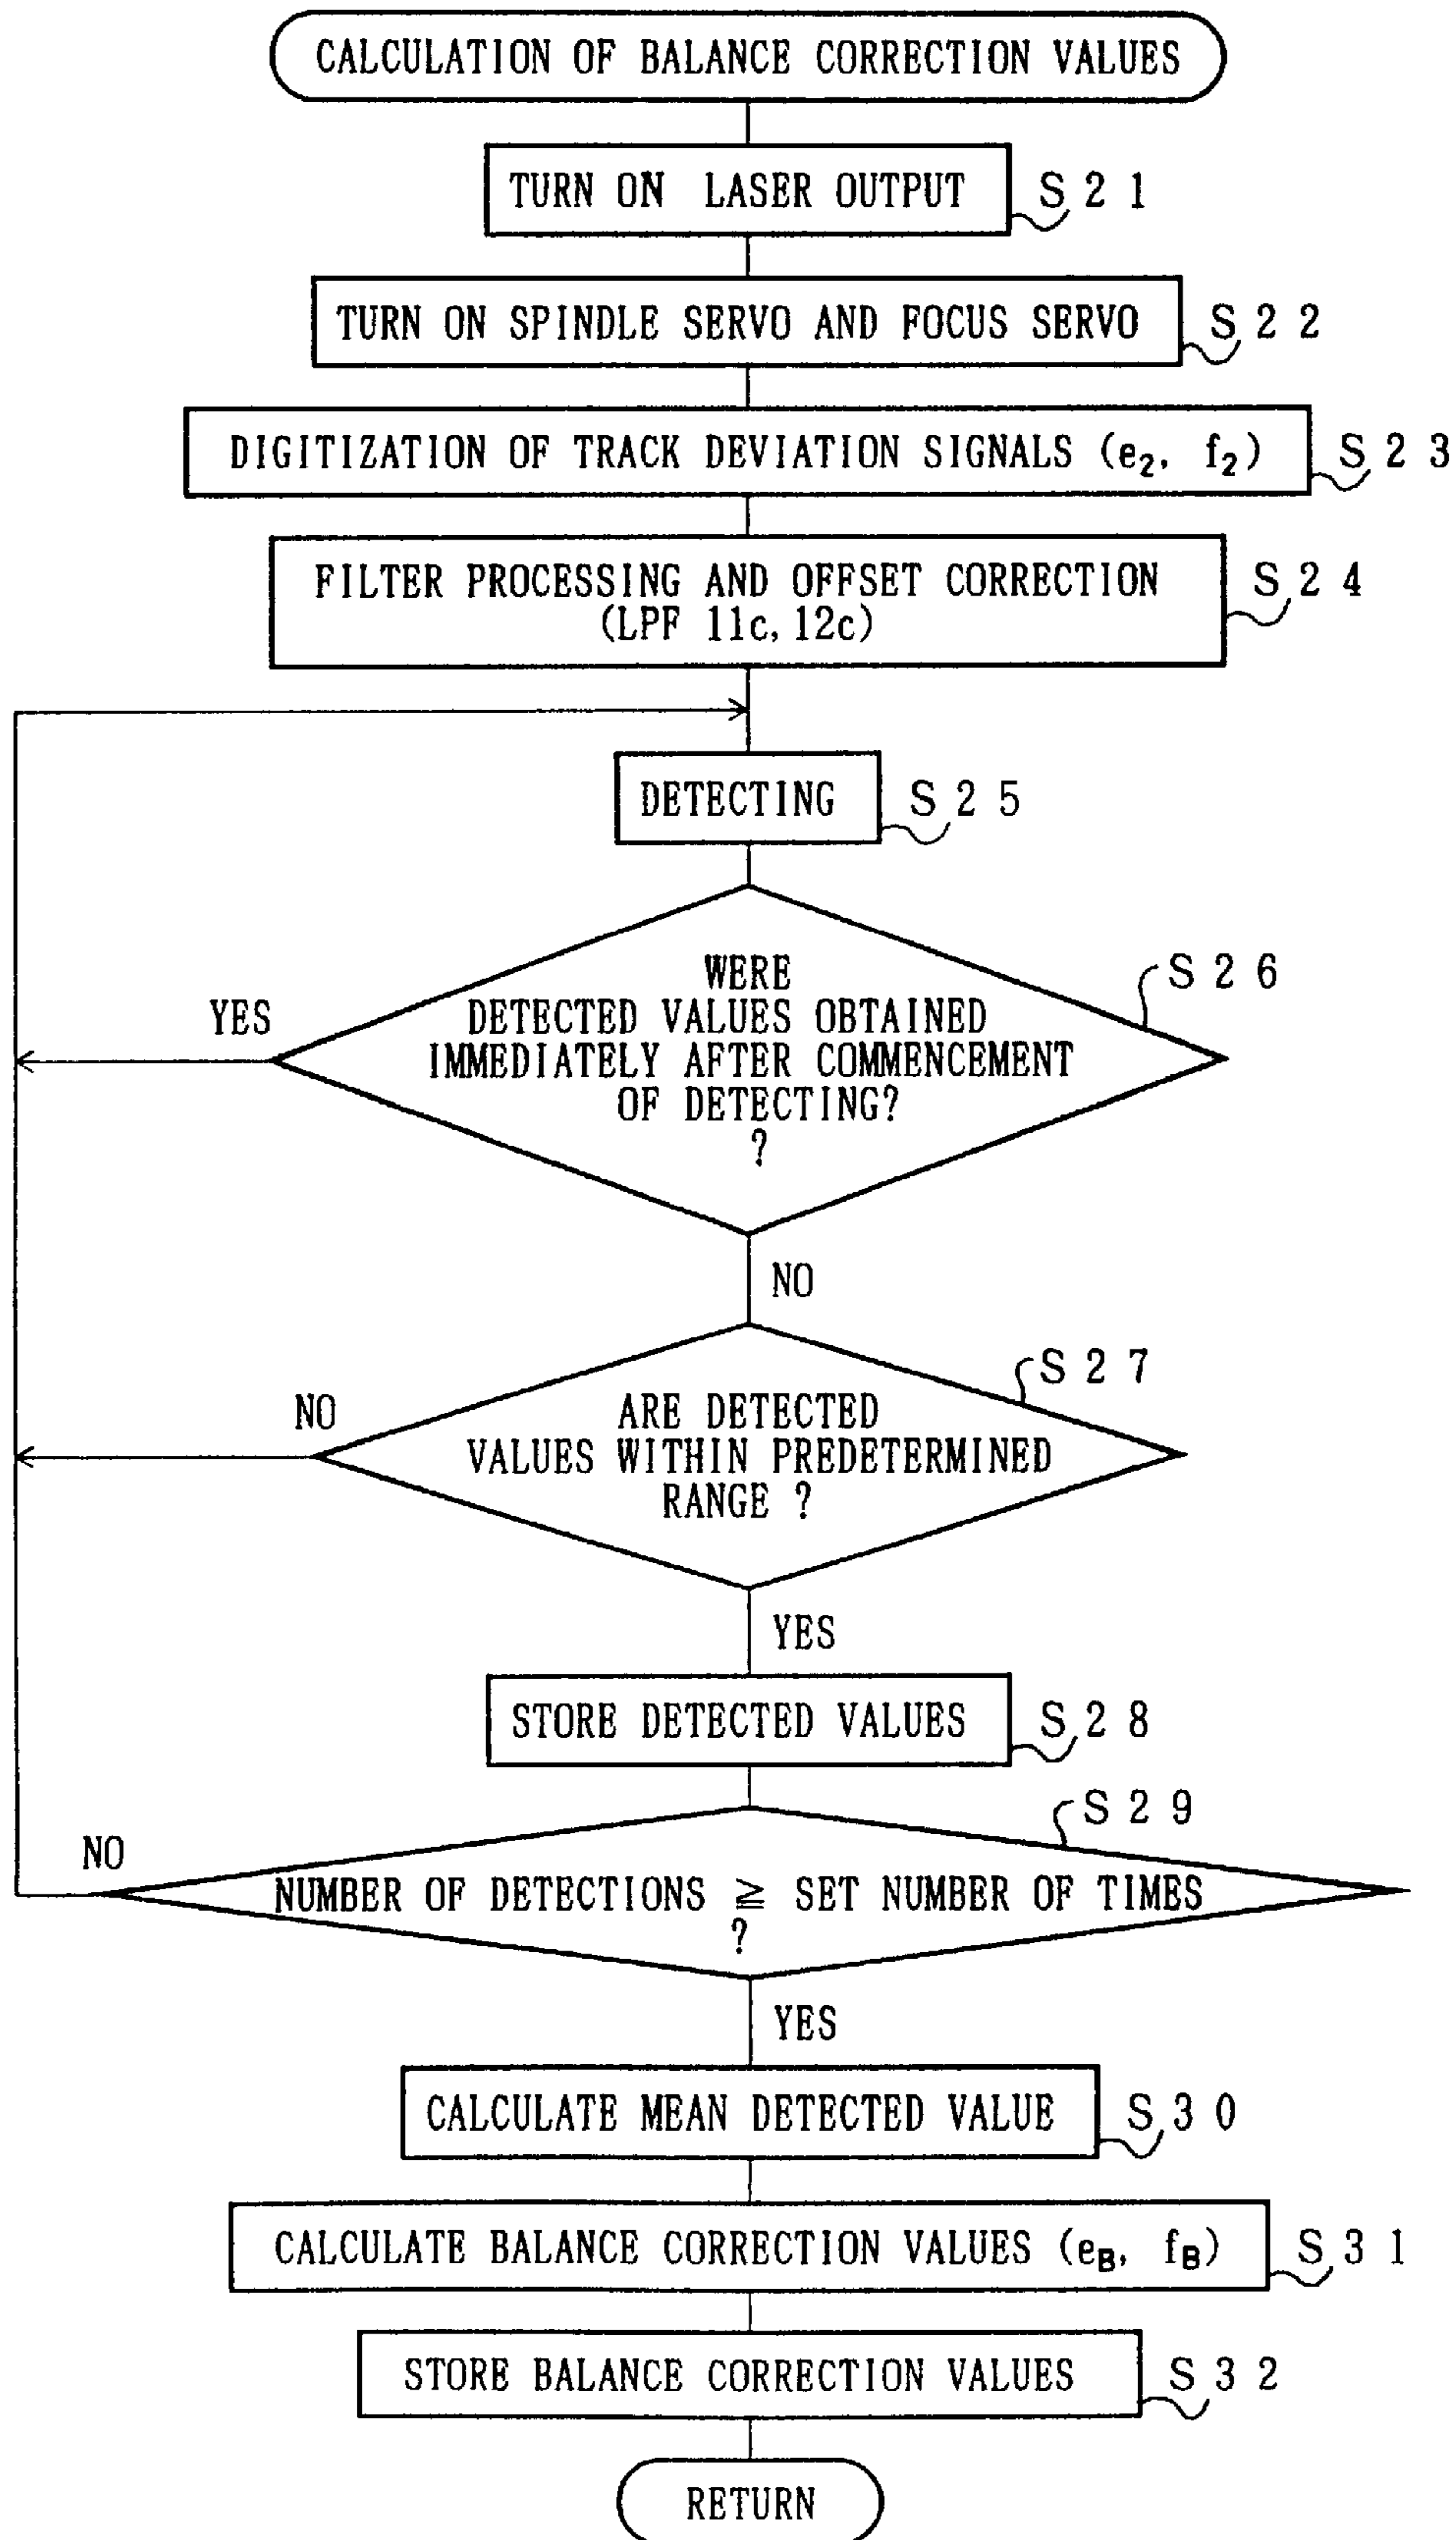 CALCULATION OF BALANCE CORRECTION VALUES
TURN ON LASER OUTPUT S21
TURN ON SPINDLE SERVO AND FOCUS SERVO S22
DIGITIZATION OF TRACK DEVIATION SIGNALS (e₂, f₂) S23
FILTER PROCESSING AND OFFSET CORRECTION S24
(LPF 11c, 12c)
DETECTING S25
WERE S26
YES DETECTED VALUES OBTAINED
IMMEDIATELY AFTER COMMENCEMENT
OF DETECTING?
?
NO
S27
NO ARE DETECTED
VALUES WITHIN PREDETERMINED
RANGE ?
YES
STORE DETECTED VALUES S28
S29
NO
NUMBER OF DETECTIONS ≧ SET NUMBER OF TIMES
?
YES
CALCULATE MEAN DETECTED VALUE S30
CALCULATE BALANCE CORRECTION VALUES (e_B, f_B) S31
STORE BALANCE CORRECTION VALUES S32
RETURN